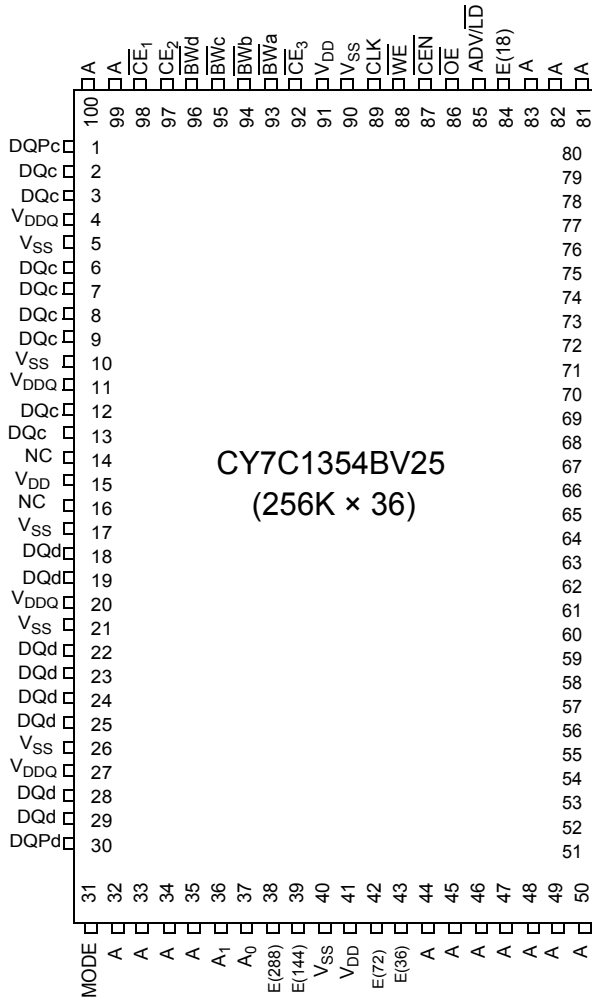 A
A
CE1
CE2
BWd
BWc
BWb
BWa
CE3
VDD
VSS
CLK
WE
CEN
OE
ADV/LD
E(18)
A
A
A
100
99
98
97
96
95
94
93
92
91
90
89
88
87
86
85
84
83
82
81
DQPc 1
DQc 2
DQc 3
VDDQ 4
VSS 5
DQc 6
DQc 7
DQc 8
DQc 9
VSS 10
VDDQ 11
DQc 12
DQc 13
NC 14
VDD 15
NC 16
VSS 17
DQd 18
DQd 19
VDDQ 20
VSS 21
DQd 22
DQd 23
DQd 24
DQd 25
VSS 26
VDDQ 27
DQd 28
DQd 29
DQPd 30
CY7C1354BV25
(256K × 36)
80
79
78
77
76
75
74
73
72
71
70
69
68
67
66
65
64
63
62
61
60
59
58
57
56
55
54
53
52
51
31
32
33
34
35
36
37
38
39
40
41
42
43
44
45
46
47
48
49
50
MODE
A
A
A
A
A1
A0
E(288)
E(144)
VSS
VDD
E(72)
E(36)
A
A
A
A
A
A
A